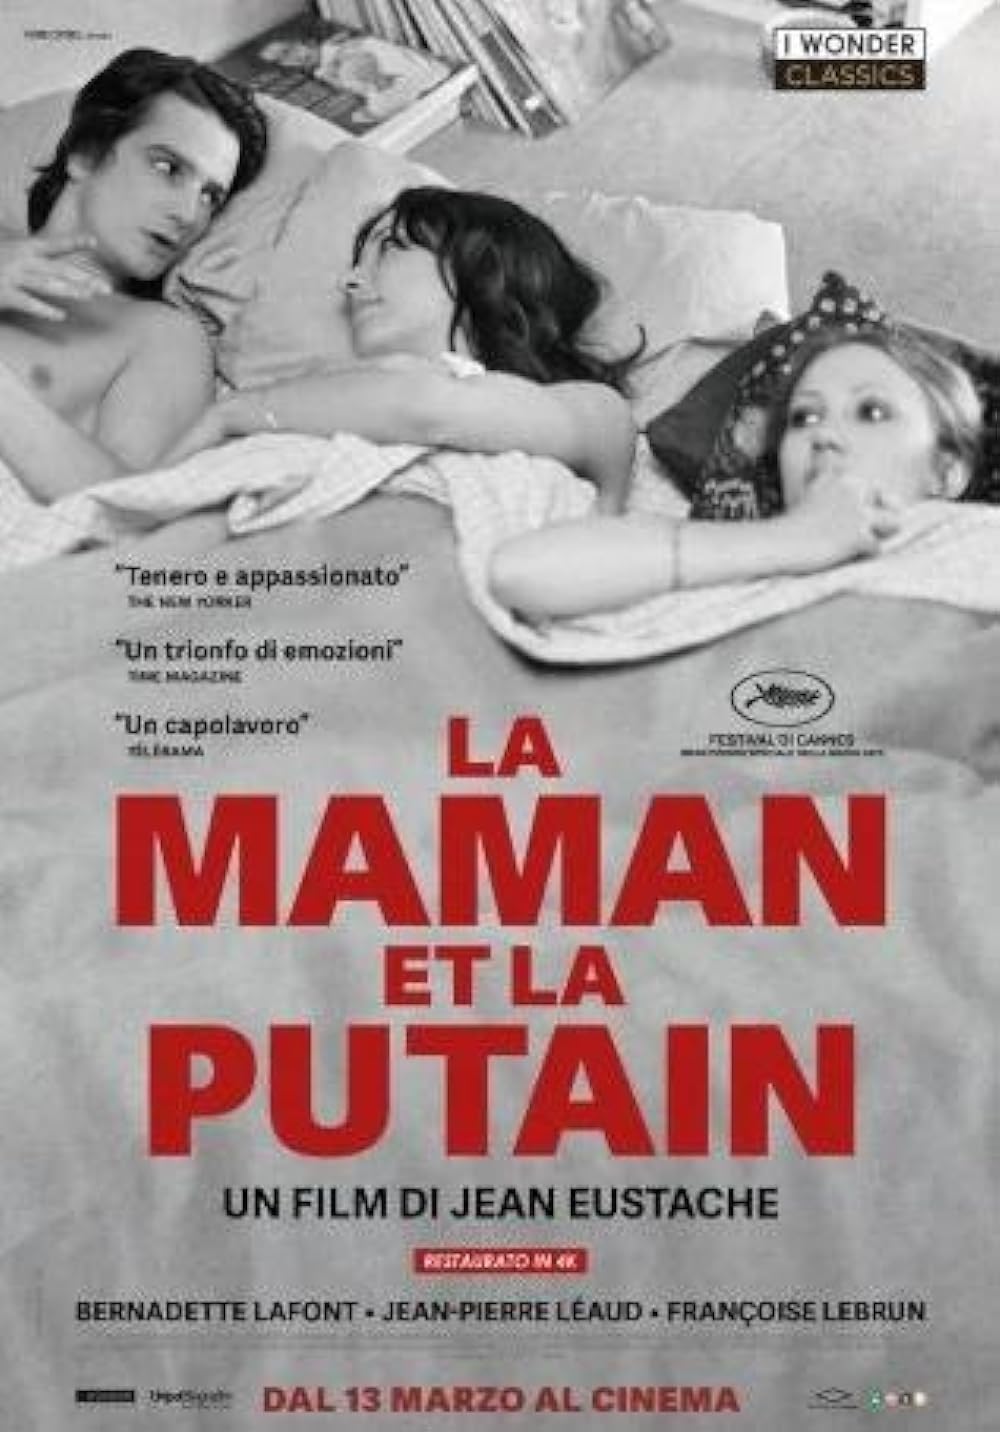 I WONDER
CLASSICS
"Tenero e appassionato"
THE NEW YORKER
"Un trionfo di emozioni"
TIME MAGAZINE
"Un capolavoro"
TÉLÉRAMA
FESTIVAL DI CANNES
LA
MAMAN
ET LA
PUTAIN
UN FILM DI JEAN EUSTACHE
RESTAURATO IN 4K
BERNADETTE LAFONT • JEAN-PIERRE LÉAUD • FRANÇOISE LEBRUN
DAL 13 MARZO AL CINEMA